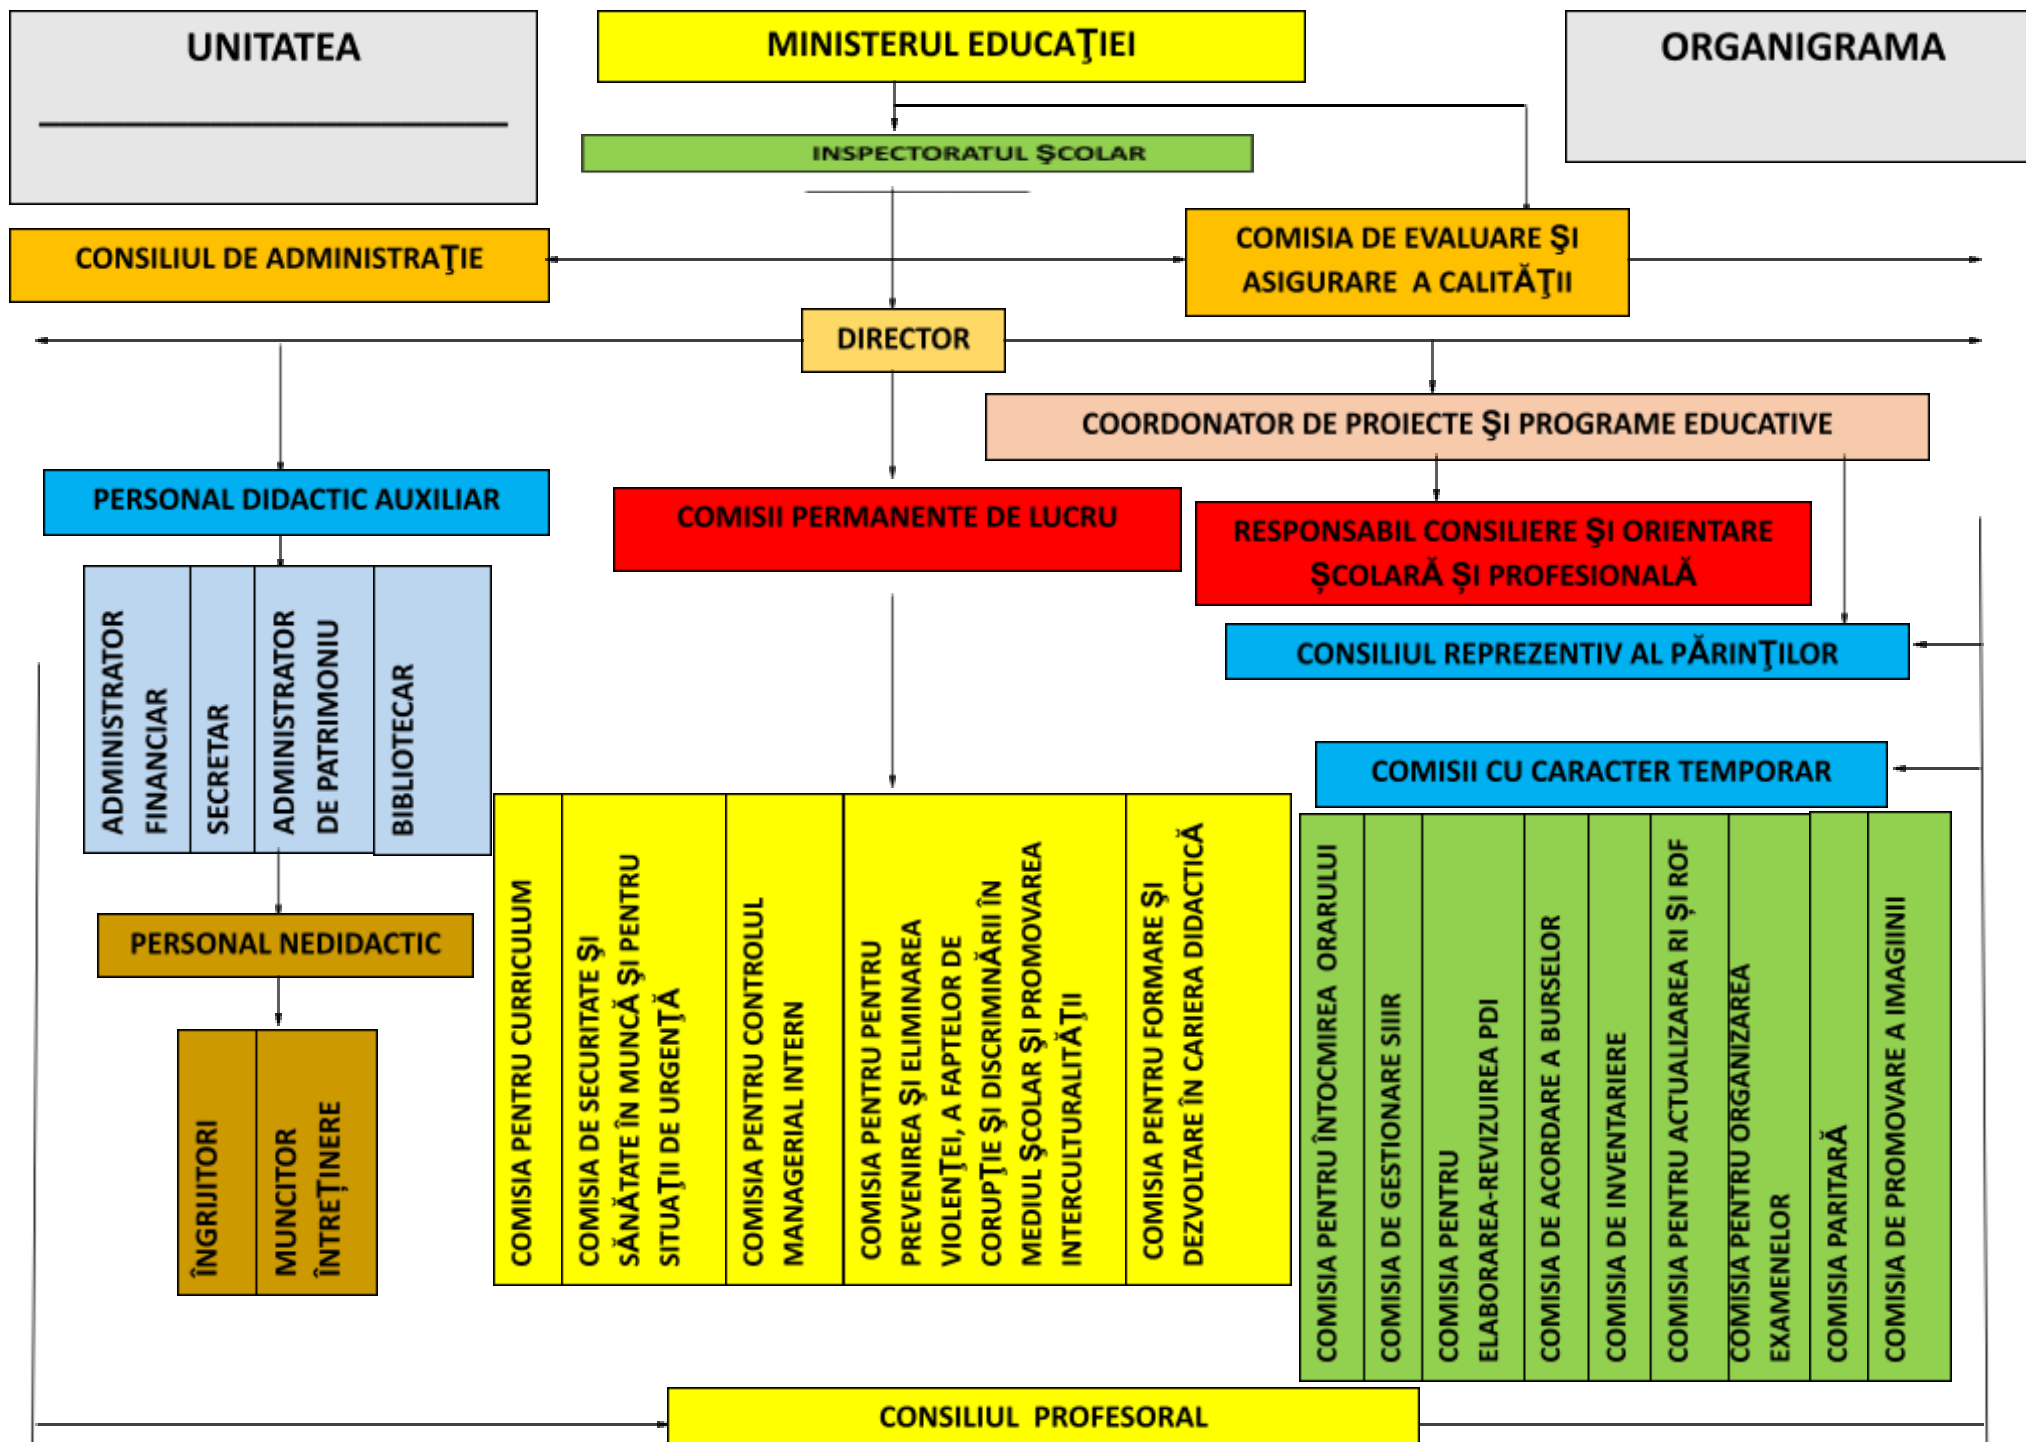 UNITATEA
MINISTERUL EDUCAŢIEI
ORGANIGRAMA
INSPECTORATUL ŞCOLAR
CONSILIUL DE ADMINISTRAŢIE
COMISIA DE EVALUARE ŞI
ASIGURARE A CALITĂŢII
DIRECTOR
COORDONATOR DE PROIECTE ŞI PROGRAME EDUCATIVE
PERSONAL DIDACTIC AUXILIAR
COMISII PERMANENTE DE LUCRU
RESPONSABIL CONSILIERE ŞI ORIENTARE
ȘCOLARĂ ȘI PROFESIONALĂ
CONSILIUL REPREZENTIV AL PĂRINŢILOR
ADMINISTRATOR
FINANCIAR
SECRETAR
ADMINISTRATOR
DE PATRIMONIU
BIBLIOTECAR
COMISII CU CARACTER TEMPORAR
PERSONAL NEDIDACTIC
ÎNGRIJITORI
MUNCITOR
ÎNTREȚINERE
COMISIA PENTRU CURRICULUM
COMISIA DE SECURITATE ŞI
SĂNĂTATE ÎN MUNCĂ ŞI PENTRU
SITUAŢII DE URGENŢĂ
COMISIA PENTRU CONTROLUL
MANAGERIAL INTERN
COMISIA PENTRU PENTRU
PREVENIREA ŞI ELIMINAREA
VIOLENŢEI, A FAPTELOR DE
CORUPŢIE ŞI DISCRIMINĂRII ÎN
MEDIUL ŞCOLAR ŞI PROMOVAREA
INTERCULTURALITĂŢII
COMISIA PENTRU FORMARE ŞI
DEZVOLTARE ÎN CARIERA DIDACTICĂ
COMISIA PENTRU ÎNTOCMIREA ORARULUI
COMISIA DE GESTIONARE SIIIR
COMISIA PENTRU
ELABORAREA-REVIZUIREA PDI
COMISIA DE ACORDARE A BURSELOR
COMISIA DE INVENTARIERE
COMISIA PENTRU ACTUALIZAREA RI ȘI ROF
COMISIA PENTRU ORGANIZAREA
EXAMENELOR
COMISIA PARITARĂ
COMISIA DE PROMOVARE A IMAGIINII
CONSILIUL PROFESORAL